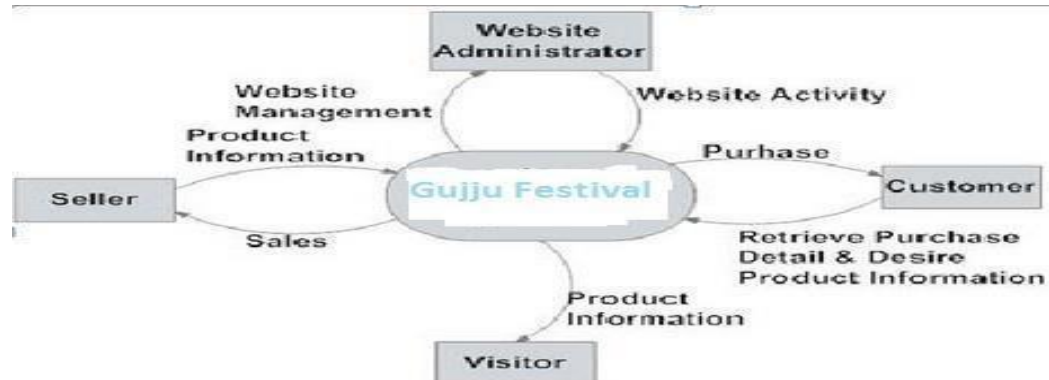 Website
Administrator
Website
Management
Website Activity
Product
Information
Purhase
Seller
Gujju Festival
Customer
Sales
Retrieve Purchase
Detail & Desire
Product Information
Product
Information
Visitor